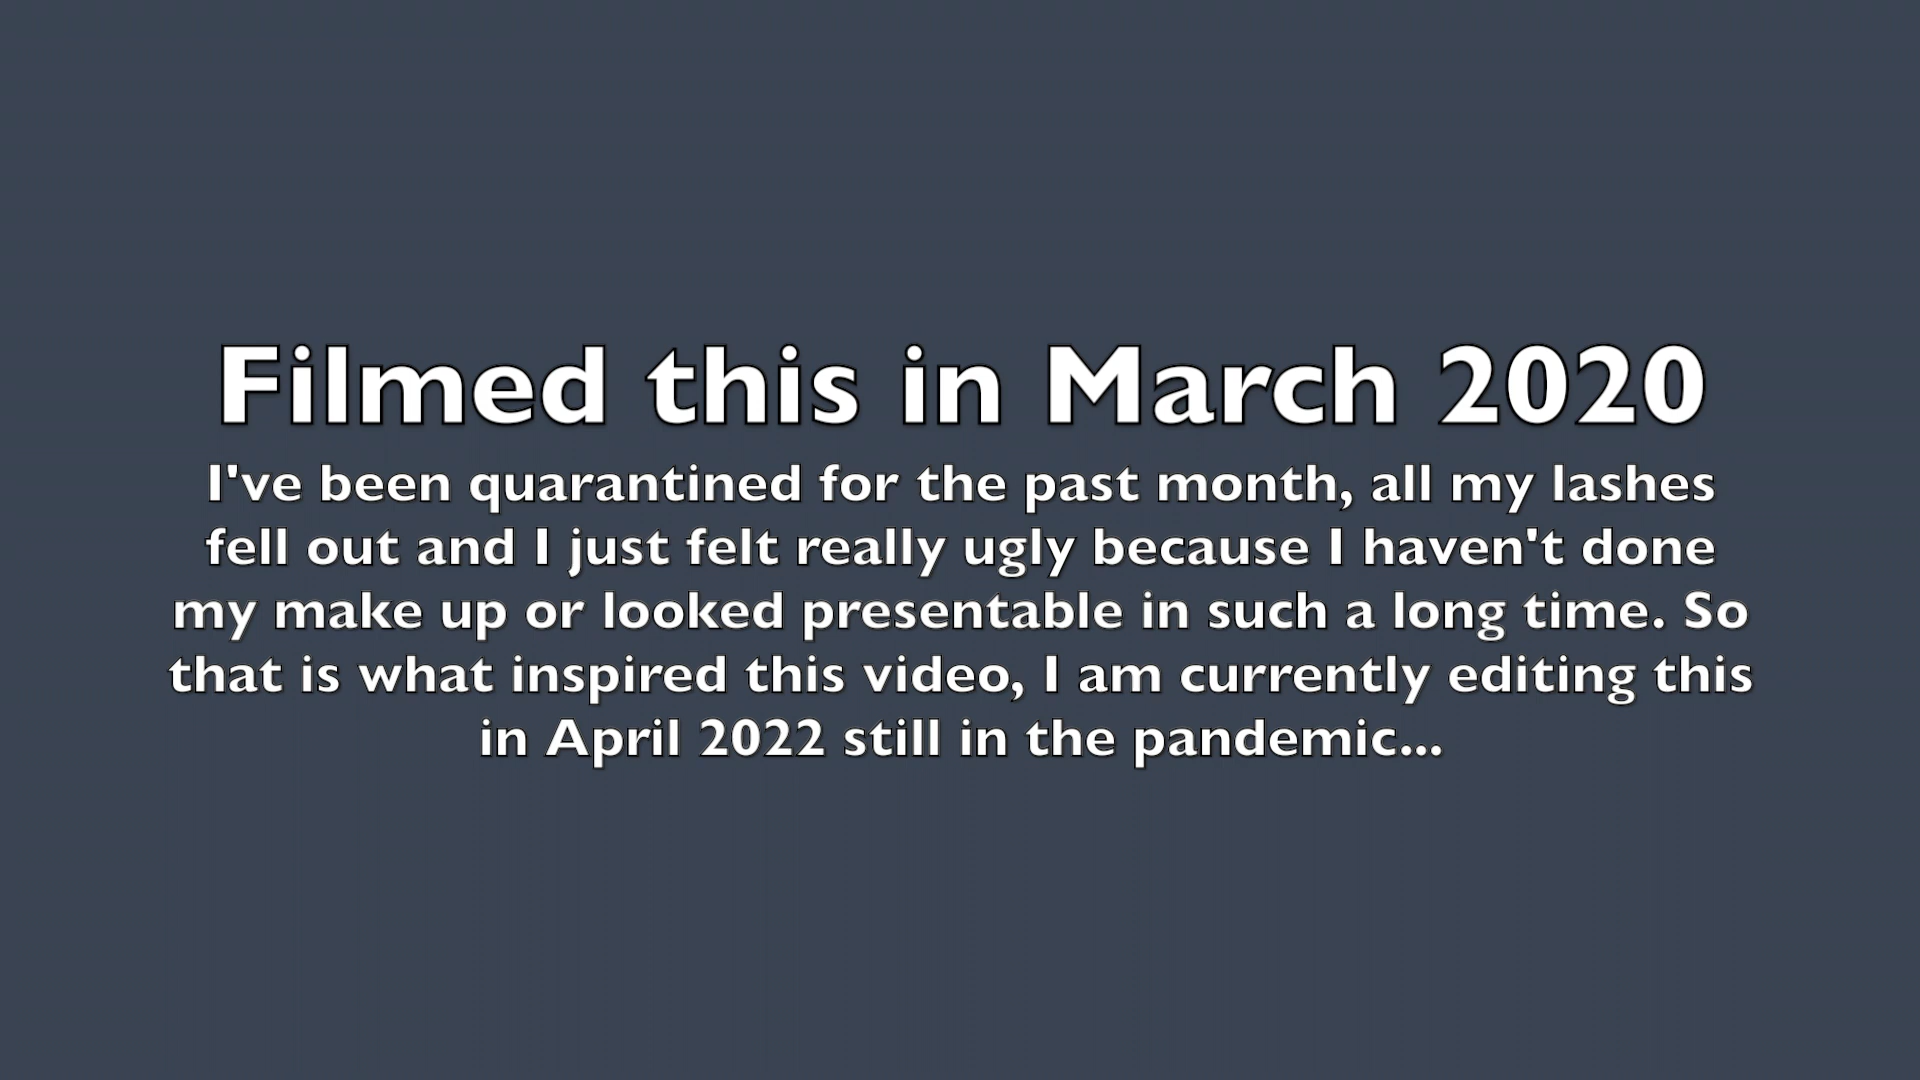 Filmed this in March 2020
I've been quarantined for the past month, all my lashes
fell out and I just felt really ugly because I haven't done
my make up or looked presentable in such a long time. So
that is what inspired this video, I am currently editing this
in April 2022 still in the pandemic...